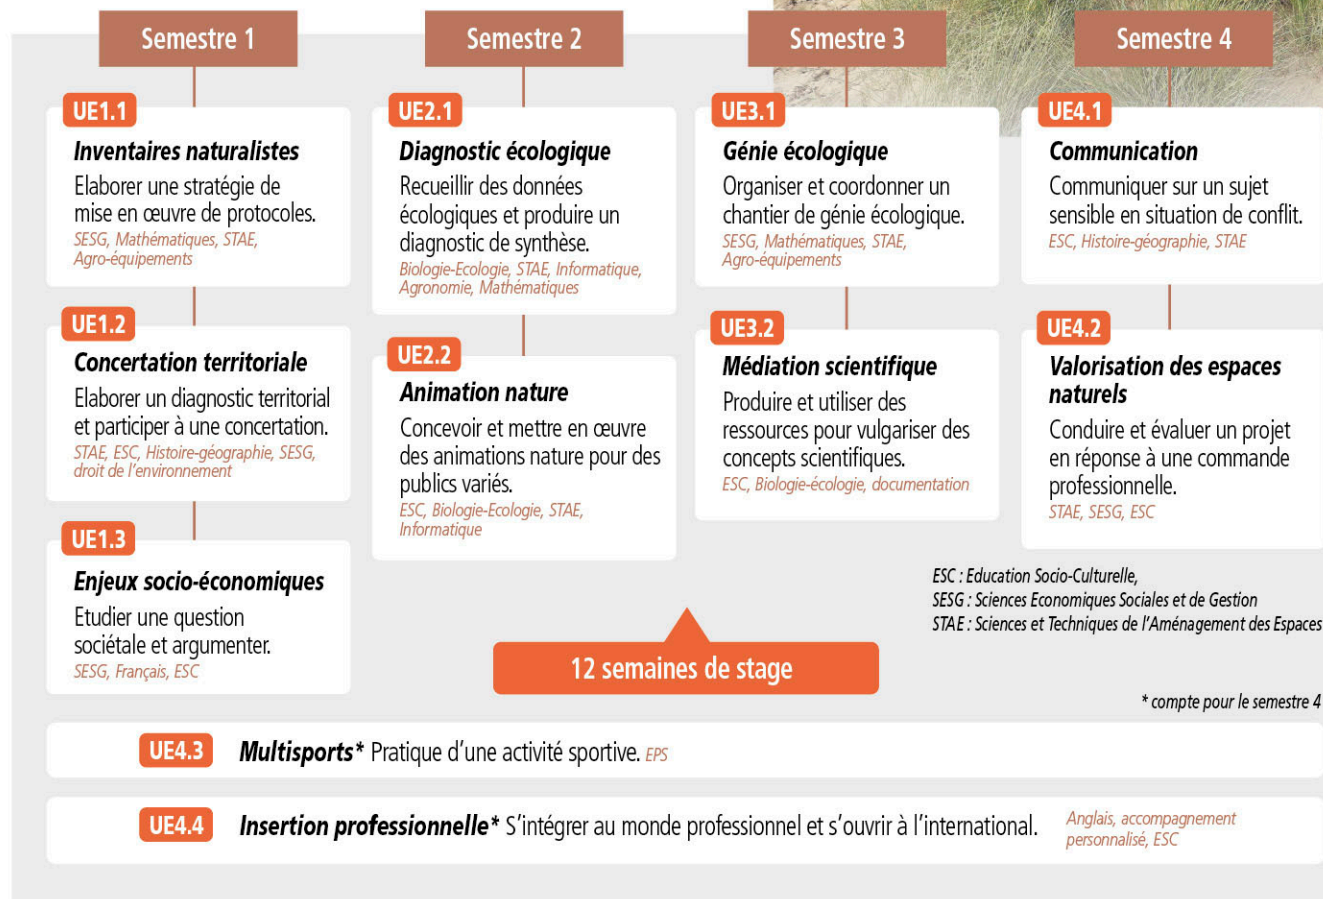 Semestre 1
UE1.1
Inventaires naturalistes
Elaborer une stratégie de
mise en œuvre de protocoles.
SESG, Mathématiques, STAE,
Agro-équipements
UE1.2
Concertation territoriale
Elaborer un diagnostic territorial
et participer à une concertation.
STAE, ESC, Histoire-géographie, SESG,
droit de l'environnement
UE1.3
Enjeux socio-économiques
Etudier une question
sociétale et argumenter.
SESG, Français, ESC
Semestre 2
UE2.1
Diagnostic écologique
Recueillir des données
écologiques et produire un
diagnostic de synthèse.
Biologie-Ecologie, STAE, Informatique,
Agronomie, Mathématiques
UE2.2
Animation nature
Concevoir et mettre en œuvre
des animations nature pour des
publics variés.
ESC, Biologie-Ecologie, STAE,
Informatique
Semestre 3
UE3.1
Génie écologique
Organiser et coordonner un
chantier de génie écologique.
SESG, Mathématiques, STAE,
Agro-équipements
UE3.2
Médiation scientifique
Produire et utiliser des
ressources pour vulgariser des
concepts scientifiques.
ESC, Biologie-écologie, documentation
Semestre 4
UE4.1
Communication
Communiquer sur un sujet
sensible en situation de conflit.
ESC, Histoire-géographie, STAE
UE4.2
Valorisation des espaces
naturels
Conduire et évaluer un projet
en réponse à une commande
professionnelle.
STAE, SESG, ESC
ESC : Education Socio-Culturelle,
SESG : Sciences Economiques Sociales et de Gestion
STAE : Sciences et Techniques de l'Aménagement des Espaces
12 semaines de stage
* compte pour le semestre 4
UE4.3 Multisports* Pratique d'une activité sportive. EPS
UE4.4 Insertion professionnelle* S'intégrer au monde professionnel et s'ouvrir à l'international.
Anglais, accompagnement
personnalisé, ESC